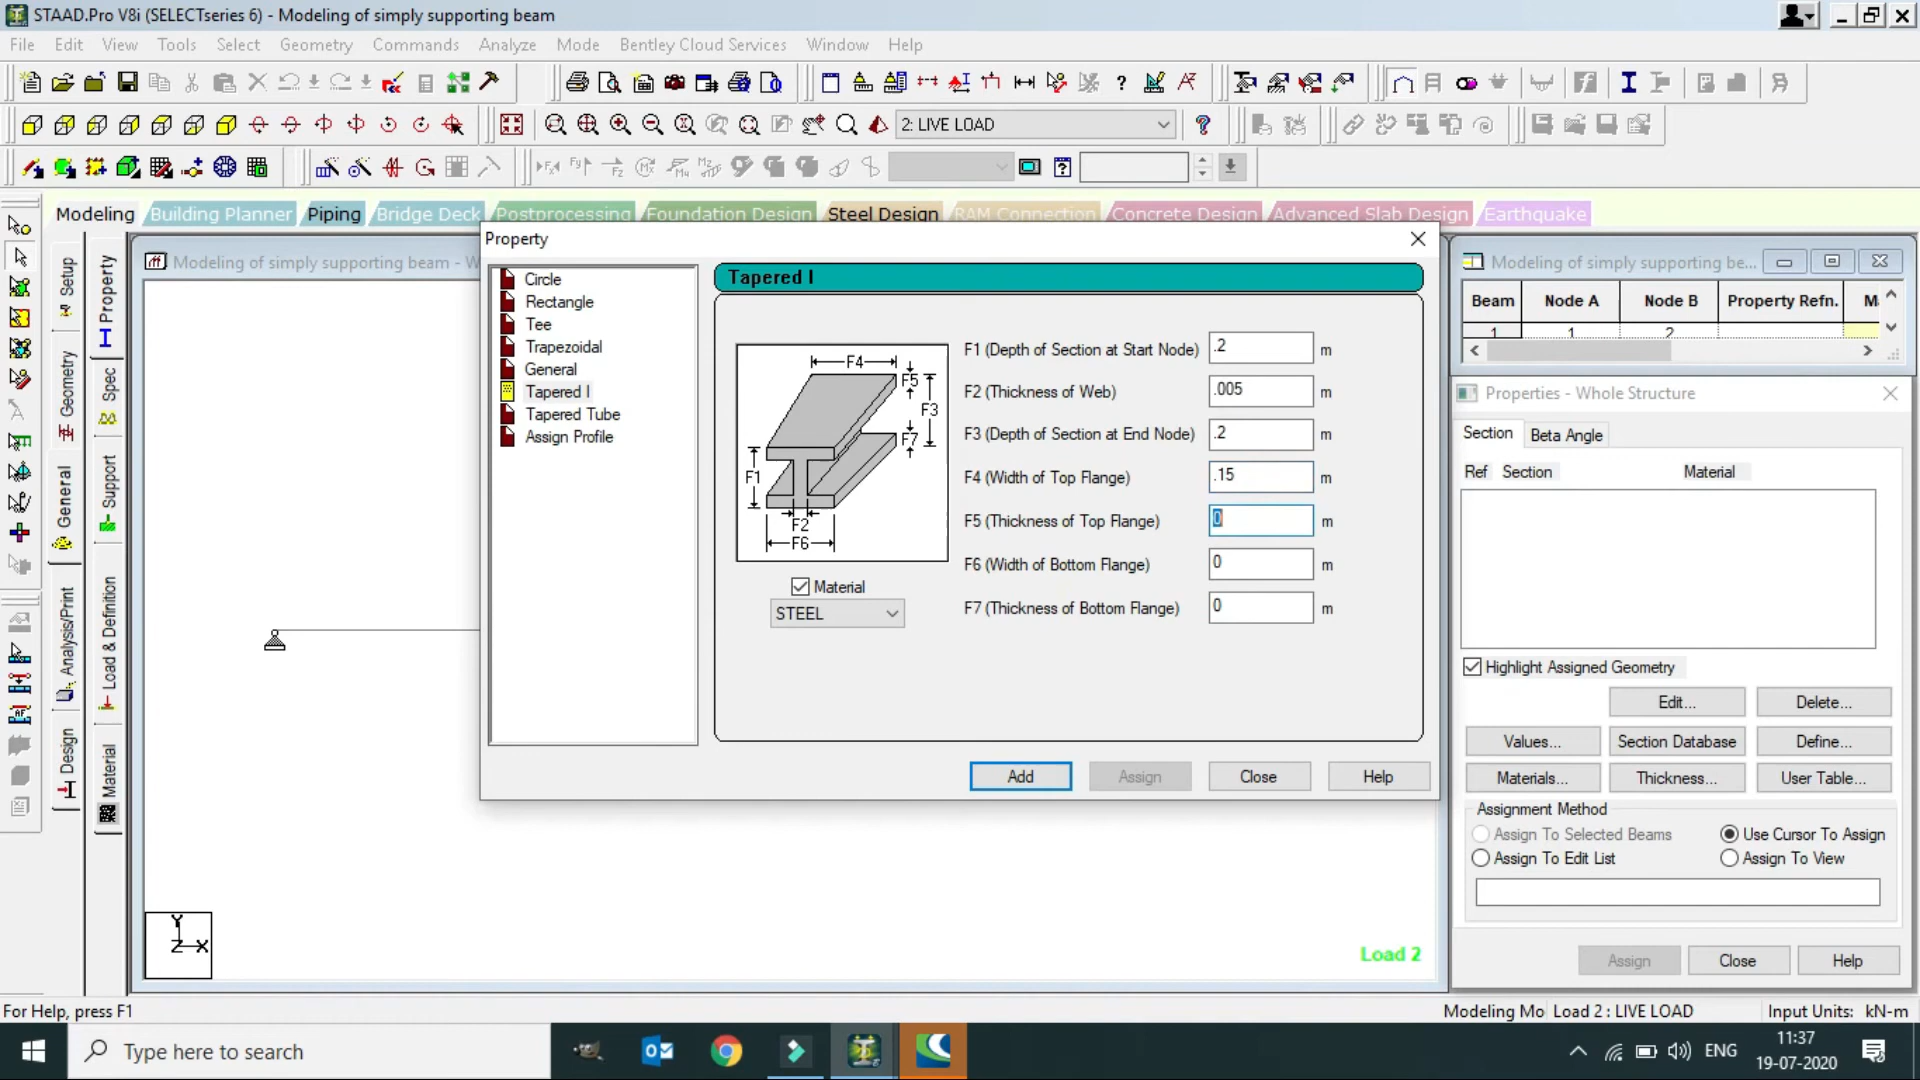 STAAD.Pro V8i (SELECTseries 6) - Modeling of simply supporting beam
File Edit View Tools Select Geometry Commands Analyze Mode Bentley Cloud Services Window Help
2: LIVE LOAD
Modeling Building Planner Piping Bridge Deck Postprocessing Foundation Design Steel Design RAM Connection Concrete Design Advanced Slab Design Earthquake
Setup
Geometry
General
Analysis/Print
Design
Property
Spec
Support
Load & Definition
Material
Modeling of simply supporting beam - W
Property
Circle
Rectangle
Tee
Trapezoidal
General
Tapered I
Tapered Tube
Assign Profile
Tapered I
F4
F5
F3
F7
F1
F2
F6
Material
STEEL
F1 (Depth of Section at Start Node) .2 m
F2 (Thickness of Web) .005 m
F3 (Depth of Section at End Node) .2 m
F4 (Width of Top Flange) .15 m
F5 (Thickness of Top Flange) 0 m
F6 (Width of Bottom Flange) 0 m
F7 (Thickness of Bottom Flange) 0 m
Add Assign Close Help
Y
Z X
Load 2
Modeling of simply supporting be...
Beam Node A Node B Property Refn. M
1 1 2
Properties - Whole Structure
Section Beta Angle
Ref Section Material
Highlight Assigned Geometry
Edit... Delete...
Values... Section Database Define...
Materials... Thickness... User Table...
Assignment Method
Assign To Selected Beams Use Cursor To Assign
Assign To Edit List Assign To View
Assign Close Help
For Help, press F1
Modeling Mo Load 2 : LIVE LOAD Input Units: kN-m
Type here to search
ENG
11:37
19-07-2020